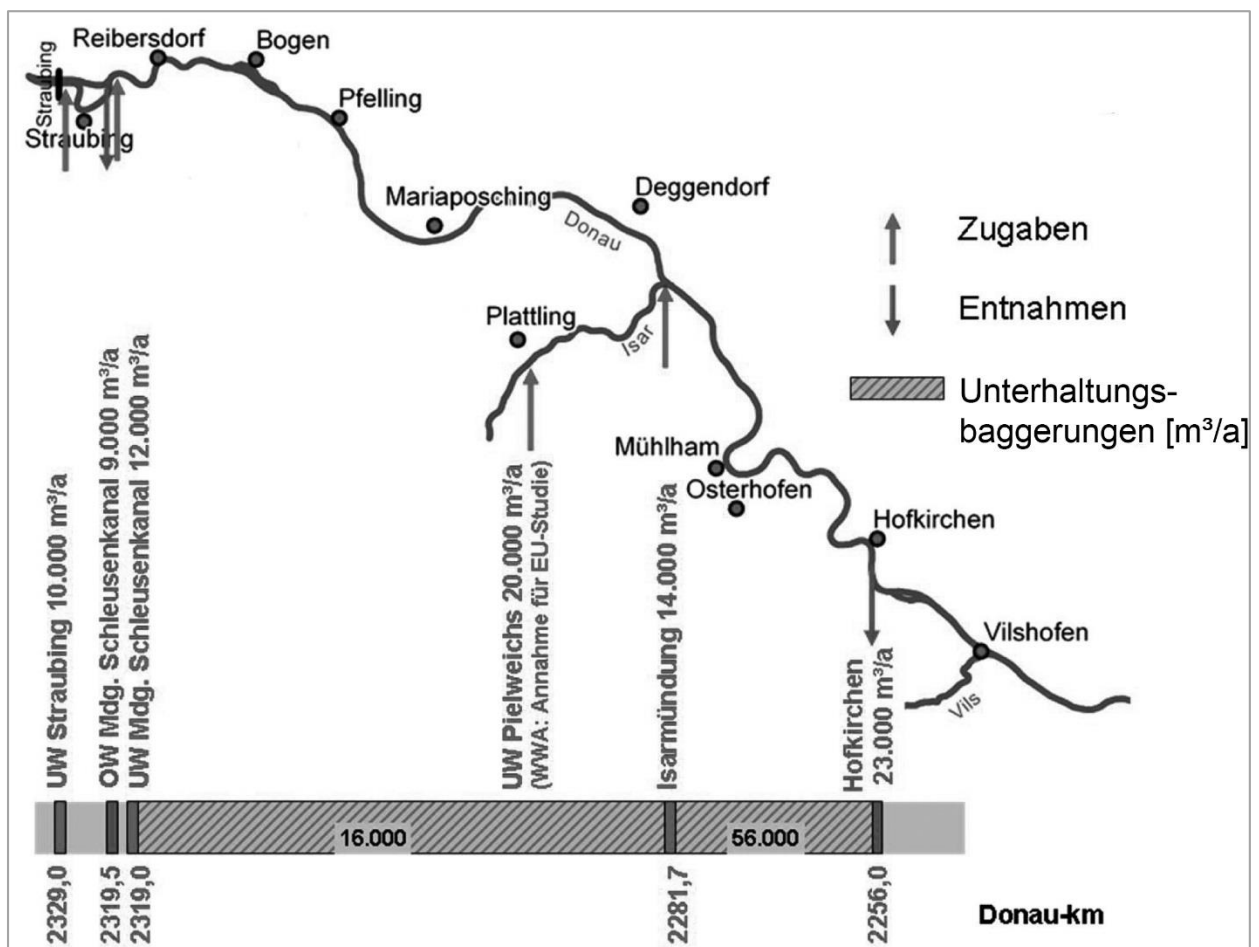 Reibersdorf
Bogen
Straubing
Straubing
Pfelling
Mariaposching
Deggendorf
Donau
Zugaben
Entnahmen
Unterhaltungs-
baggerungen [m³/a]
Plattling
Isar
Mühlham
Osterhofen
Hofkirchen
Vilshofen
Vils
UW Straubing 10.000 m³/a
OW Mdg. Schleusenkanal 9.000 m³/a
UW Mdg. Schleusenkanal 12.000 m³/a
UW Pielweichs 20.000 m³/a
(WWA: Annahme für EU-Studie)
Isarmündung 14.000 m³/a
Hofkirchen
23.000 m³/a
16.000
56.000
2329,0
2319,5
2319,0
2281,7
2256,0
Donau-km